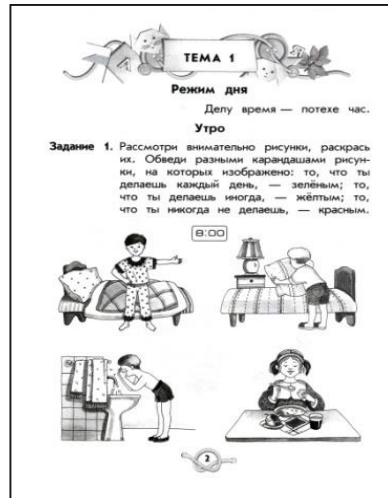 ТЕМА 1
Режим дня
Делу время — потехе час.
Утро
Задание 1. Рассмотри внимательно рисунки, раскрась
их. Обведи разными карандашами рисун-
ки, на которых изображено: то, что ты
делаешь каждый день, — зелёным; то,
что ты делаешь иногда, — жёлтым; то,
что ты никогда не делаешь, — красным.
8:00
2